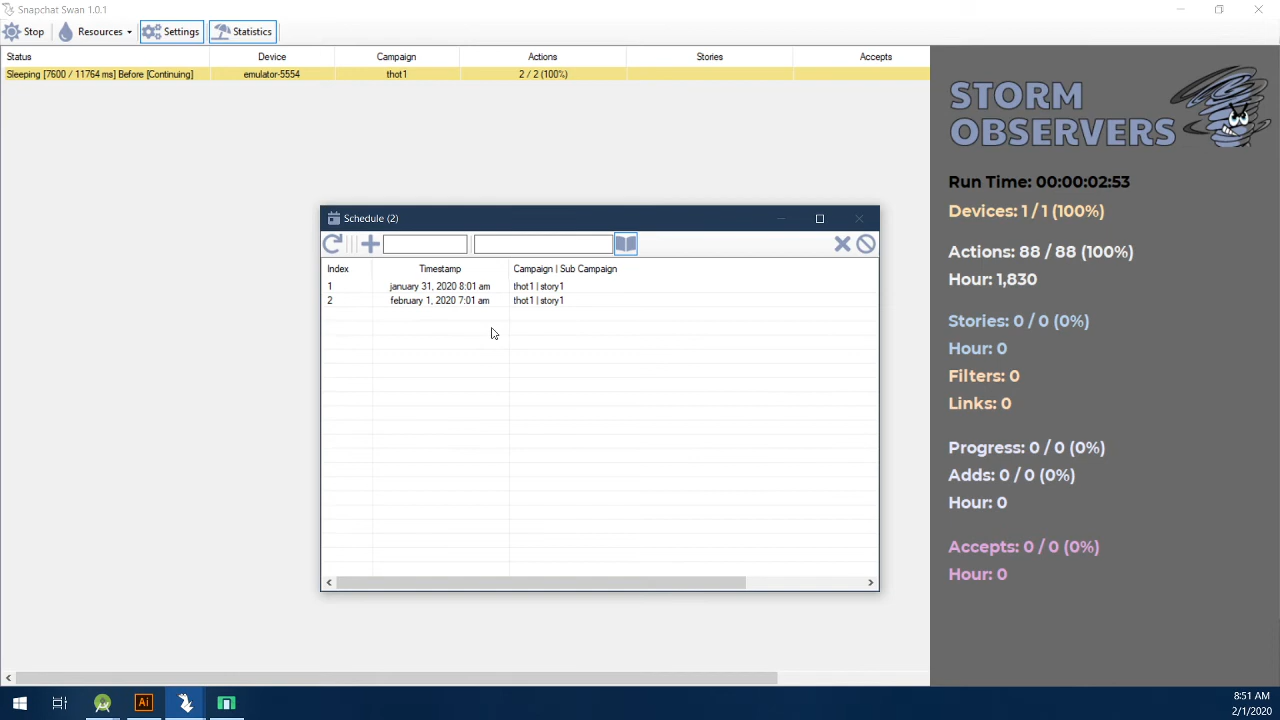 Snapchat Swan 1.0.1
Stop Resources Settings Statistics
Status Device Campaign Actions Stories Accepts
Sleeping [7600 / 11764 ms] Before [Continuing] emulator-5554 thot1 2 / 2 (100%)
STORM
OBSERVERS
Run Time: 00:00:02:53
Devices: 1 / 1 (100%)
Actions: 88 / 88 (100%)
Hour: 1,830
Stories: 0 / 0 (0%)
Hour: 0
Filters: 0
Links: 0
Progress: 0 / 0 (0%)
Adds: 0 / 0 (0%)
Hour: 0
Accepts: 0 / 0 (0%)
Hour: 0
Schedule (2)
Index Timestamp Campaign | Sub Campaign
1 january 31, 2020 8:01 am thot1 | story1
2 february 1, 2020 7:01 am thot1 | story1
Ai
8:51 AM
2/1/2020